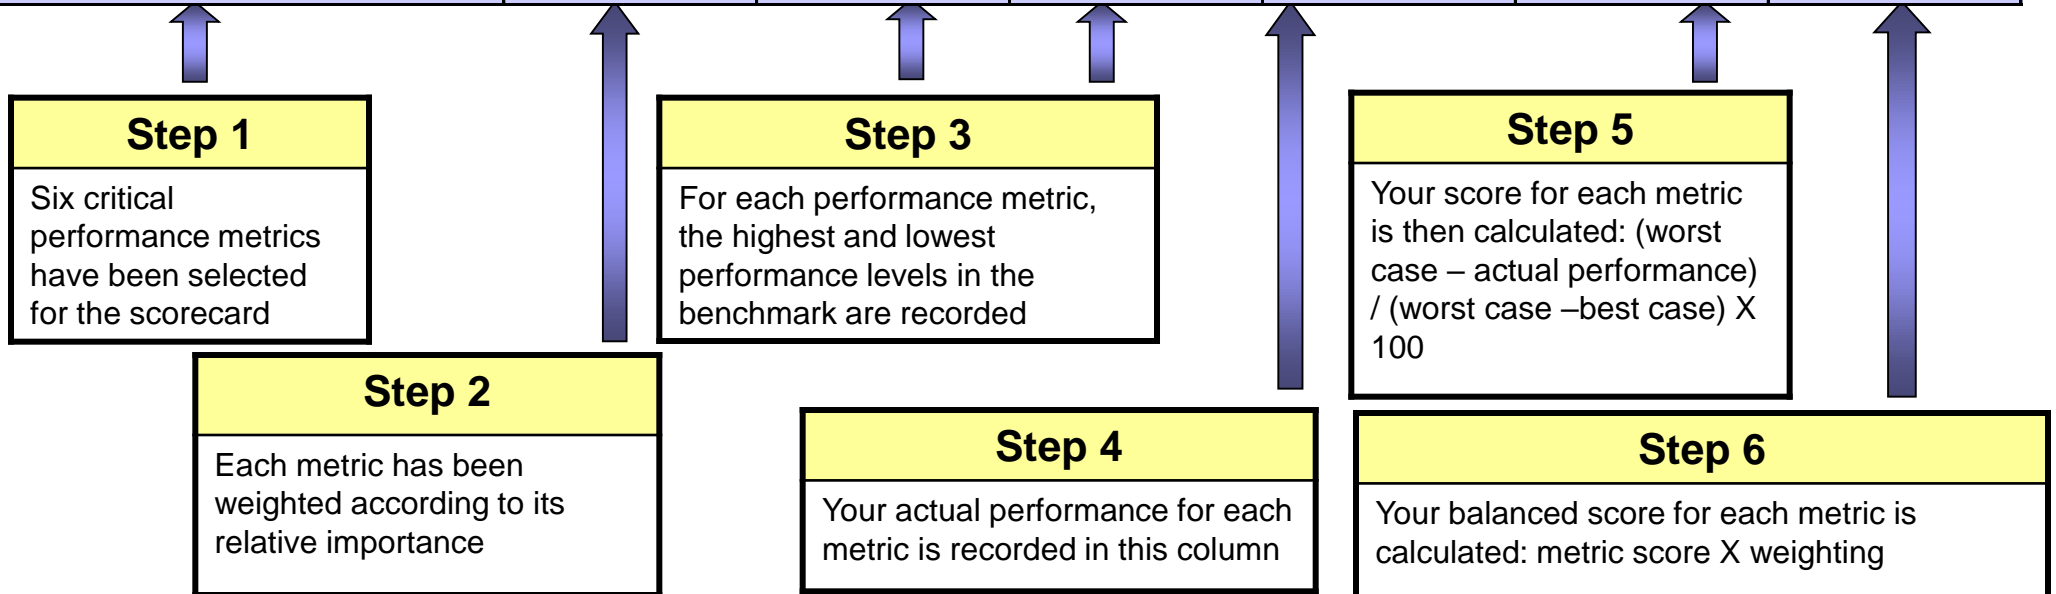 Step 1
Six critical
performance metrics
have been selected
for the scorecard
Step 2
Each metric has been
weighted according to its
relative importance
Step 3
For each performance metric,
the highest and lowest
performance levels in the
benchmark are recorded
Step 4
Your actual performance for each
metric is recorded in this column
Step 5
Your score for each metric
is then calculated: (worst
case – actual performance)
/ (worst case –best case) X
100
Step 6
Your balanced score for each metric is
calculated: metric score X weighting